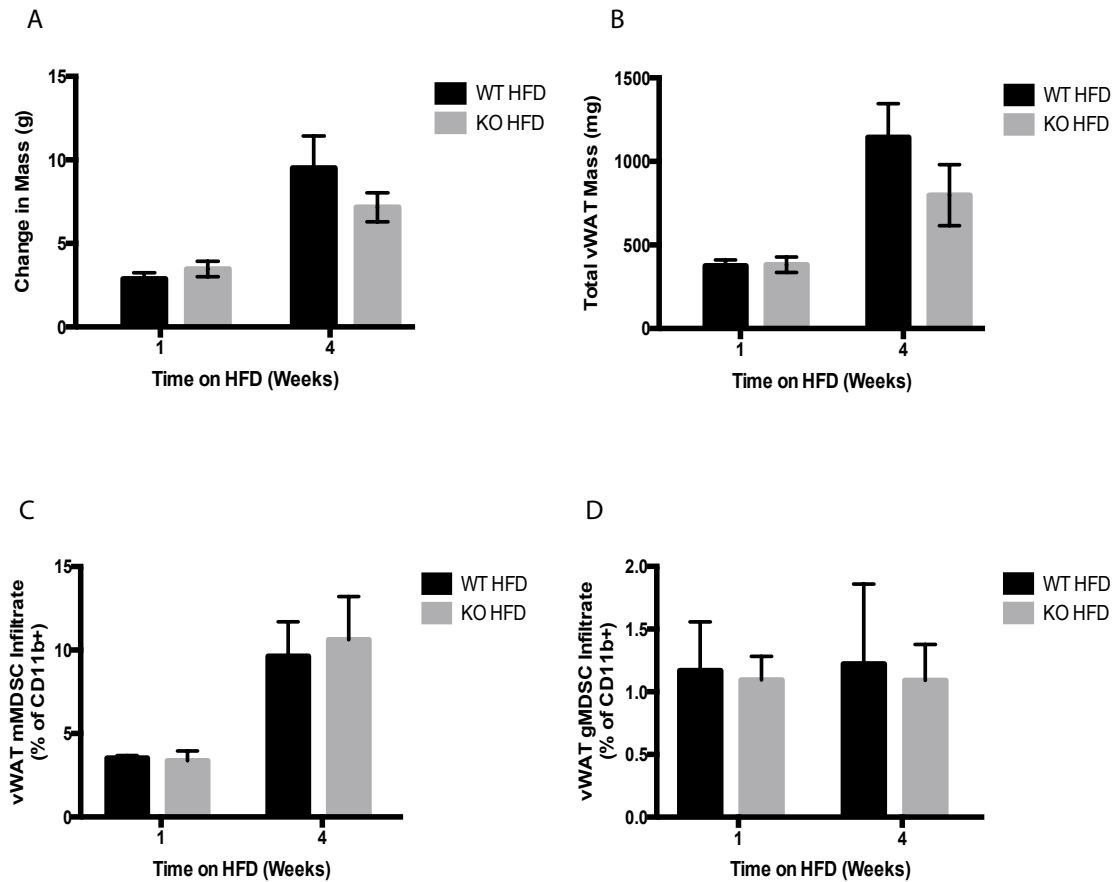 A
15
10
5
0
Change in Mass (g)
1
4
Time on HFD (Weeks)
WT HFD
KO HFD
B
1500
1000
500
0
Total vWAT Mass (mg)
1
4
Time on HFD (Weeks)
WT HFD
KO HFD
C
15
10
5
0
vWAT mMDSC Infiltrate
(% of CD11b+)
1
4
Time on HFD (Weeks)
WT HFD
KO HFD
D
2.0
1.5
1.0
0.5
0.0
vWAT gMDSC Infiltrate
(% of CD11b+)
1
4
Time on HFD (Weeks)
WT HFD
KO HFD